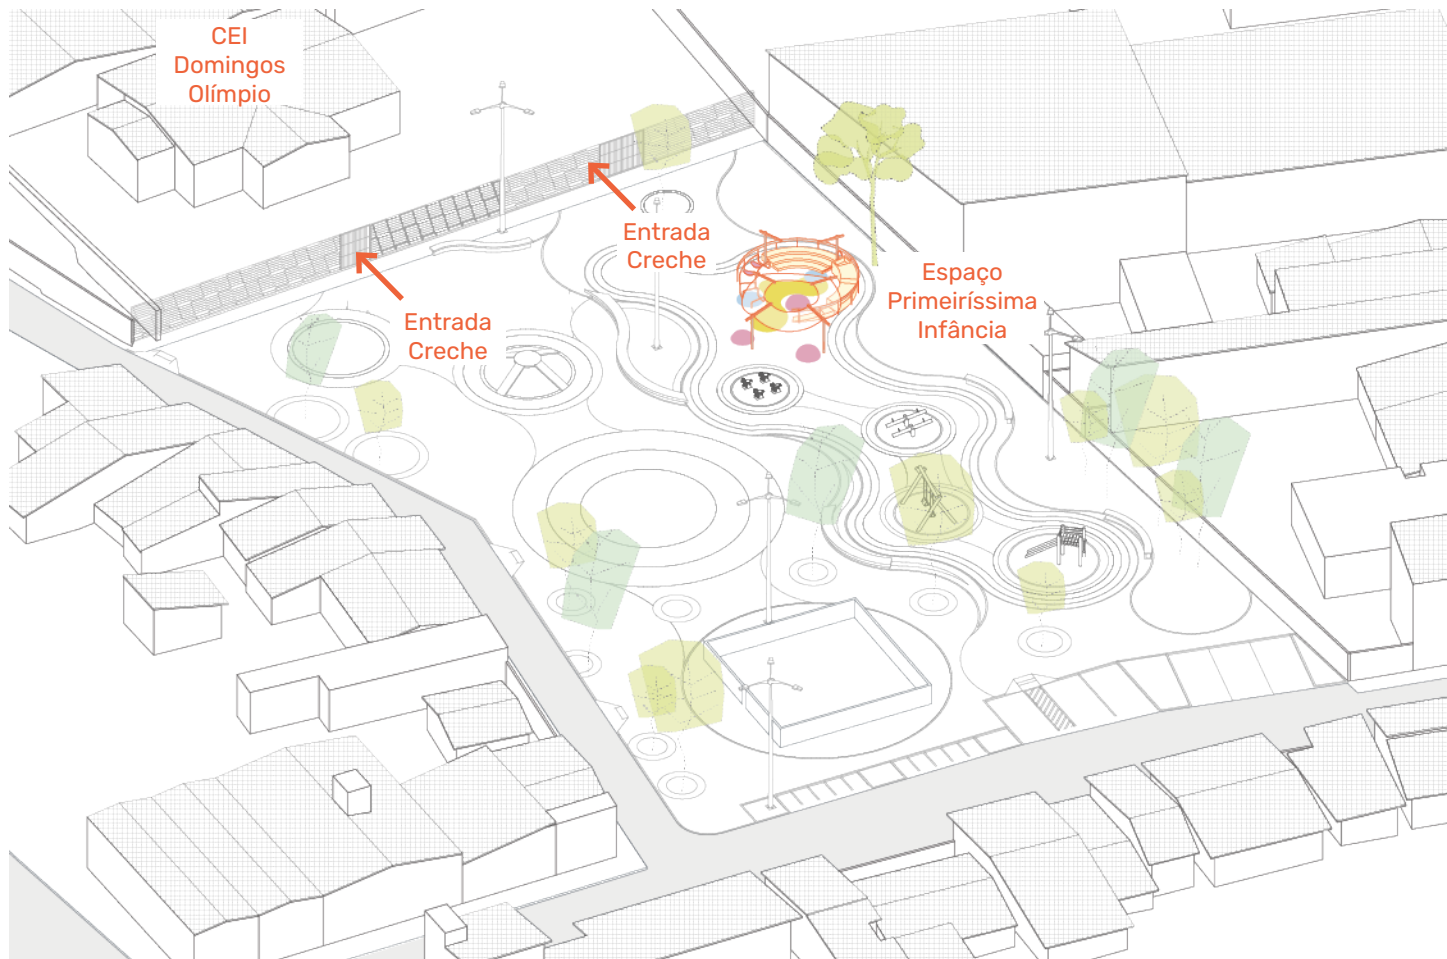 CEI
Domingos
Olímpio
Entrada
Creche
Espaço
Primeiríssima
Infância
Entrada
Creche